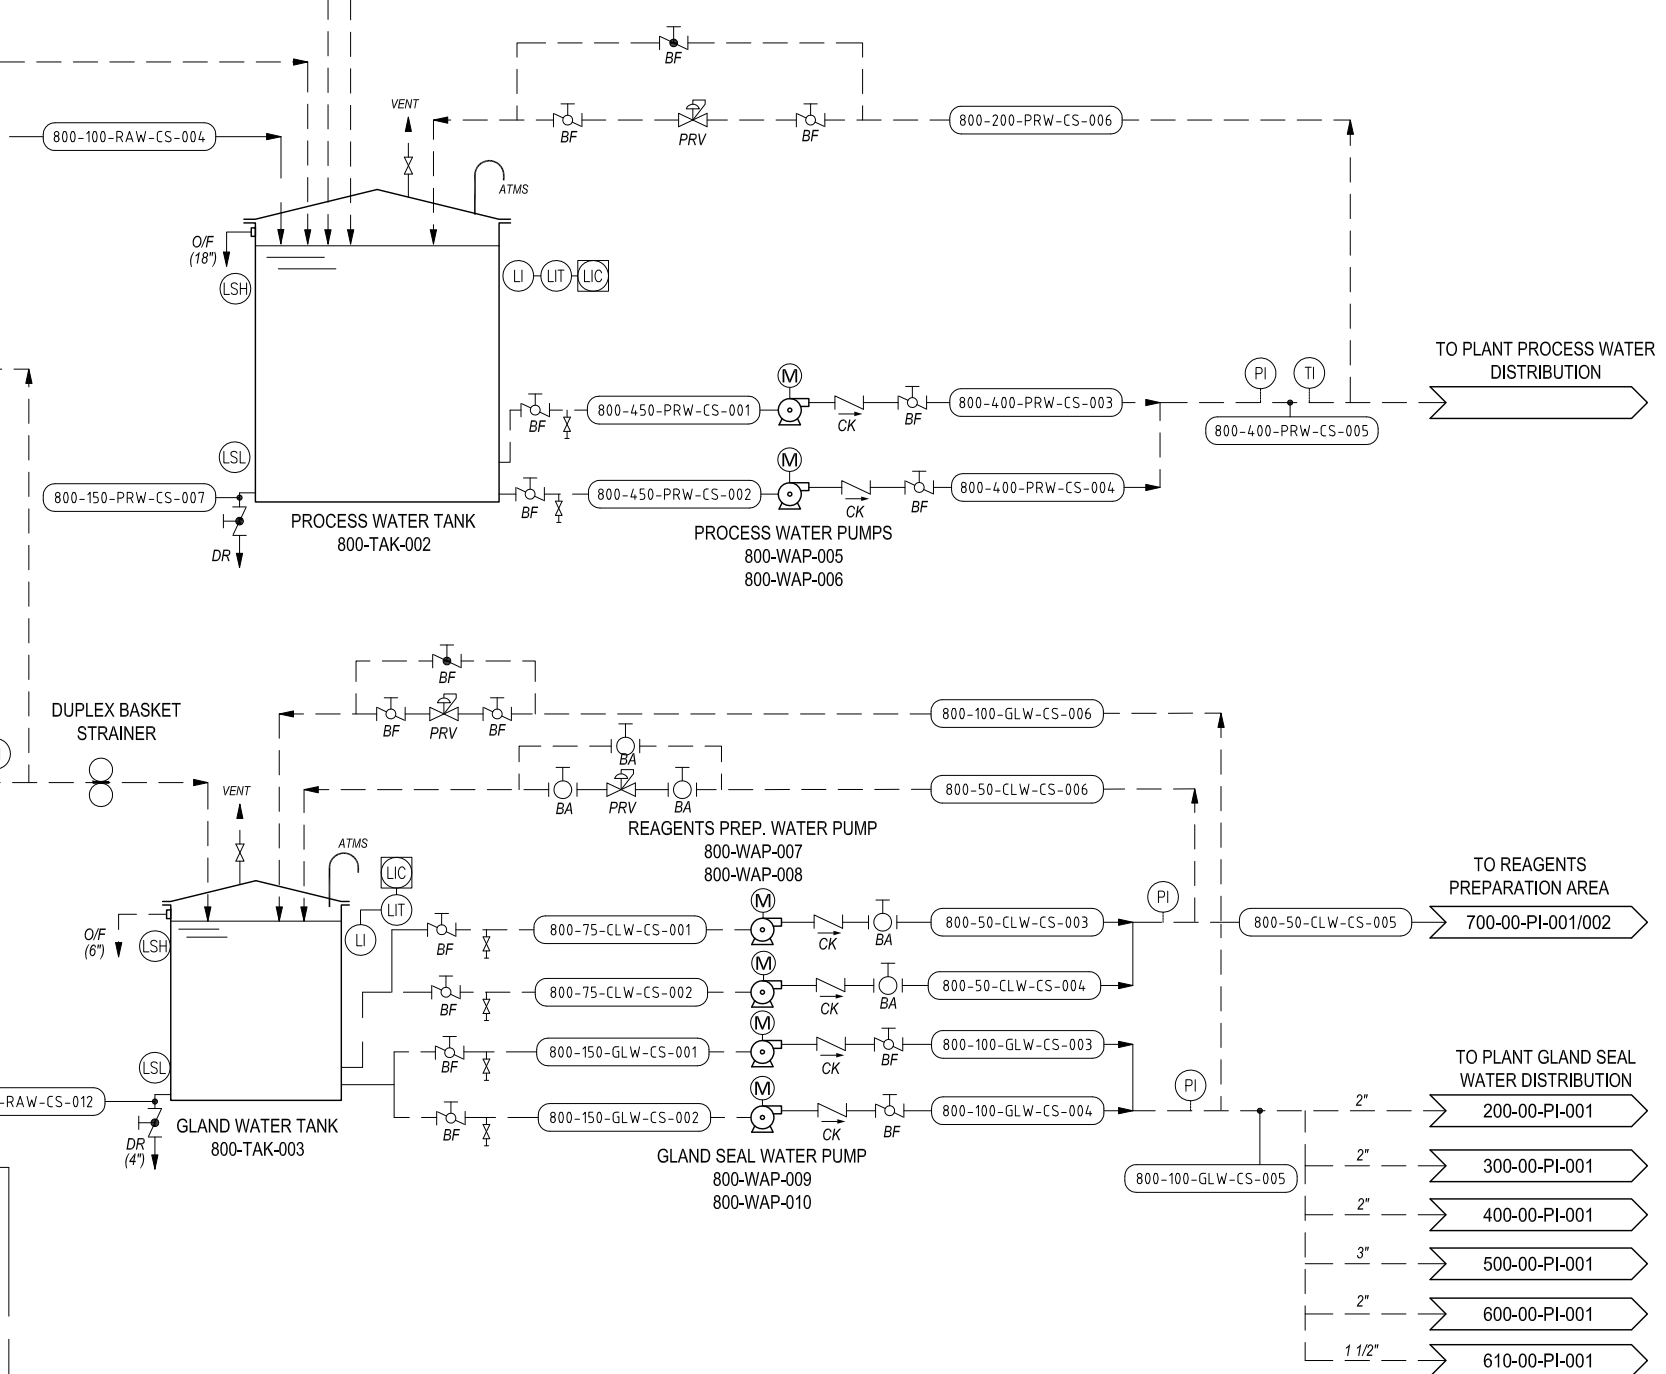 BF
VENT
BF
PRV
BF
800-200-PRW-CS-006
800-100-RAW-CS-004
ATMS
O/F
(18")
LSH
LI
LIT
LIC
TO PLANT PROCESS WATER
DISTRIBUTION
M
PI
TI
BF
800-450-PRW-CS-001
CK
BF
800-400-PRW-CS-003
800-400-PRW-CS-005
LSL
M
800-150-PRW-CS-007
BF
800-450-PRW-CS-002
CK
BF
800-400-PRW-CS-004
DR
PROCESS WATER TANK
800-TAK-002
PROCESS WATER PUMPS
800-WAP-005
800-WAP-006
BF
DUPLEX BASKET
STRAINER
BF
PRV
BF
800-100-GLW-CS-006
BA
VENT
BA
PRV
BA
800-50-CLW-CS-006
REAGENTS PREP. WATER PUMP
800-WAP-007
800-WAP-008
ATMS
LIC
LIT
LI
O/F
(6")
LSH
TO REAGENTS
PREPARATION AREA
M
PI
BF
800-75-CLW-CS-001
CK
BA
800-50-CLW-CS-003
800-50-CLW-CS-005
700-00-PI-001/002
M
BF
800-75-CLW-CS-002
CK
BA
800-50-CLW-CS-004
M
BF
800-150-GLW-CS-001
CK
BF
800-100-GLW-CS-003
LSL
TO PLANT GLAND SEAL
WATER DISTRIBUTION
M
PI
-RAW-CS-012
BF
800-150-GLW-CS-002
CK
BF
800-100-GLW-CS-004
2"
200-00-PI-001
DR
(4")
GLAND WATER TANK
800-TAK-003
GLAND SEAL WATER PUMP
800-WAP-009
800-WAP-010
800-100-GLW-CS-005
2"
300-00-PI-001
2"
400-00-PI-001
3"
500-00-PI-001
2"
600-00-PI-001
1 1/2"
610-00-PI-001